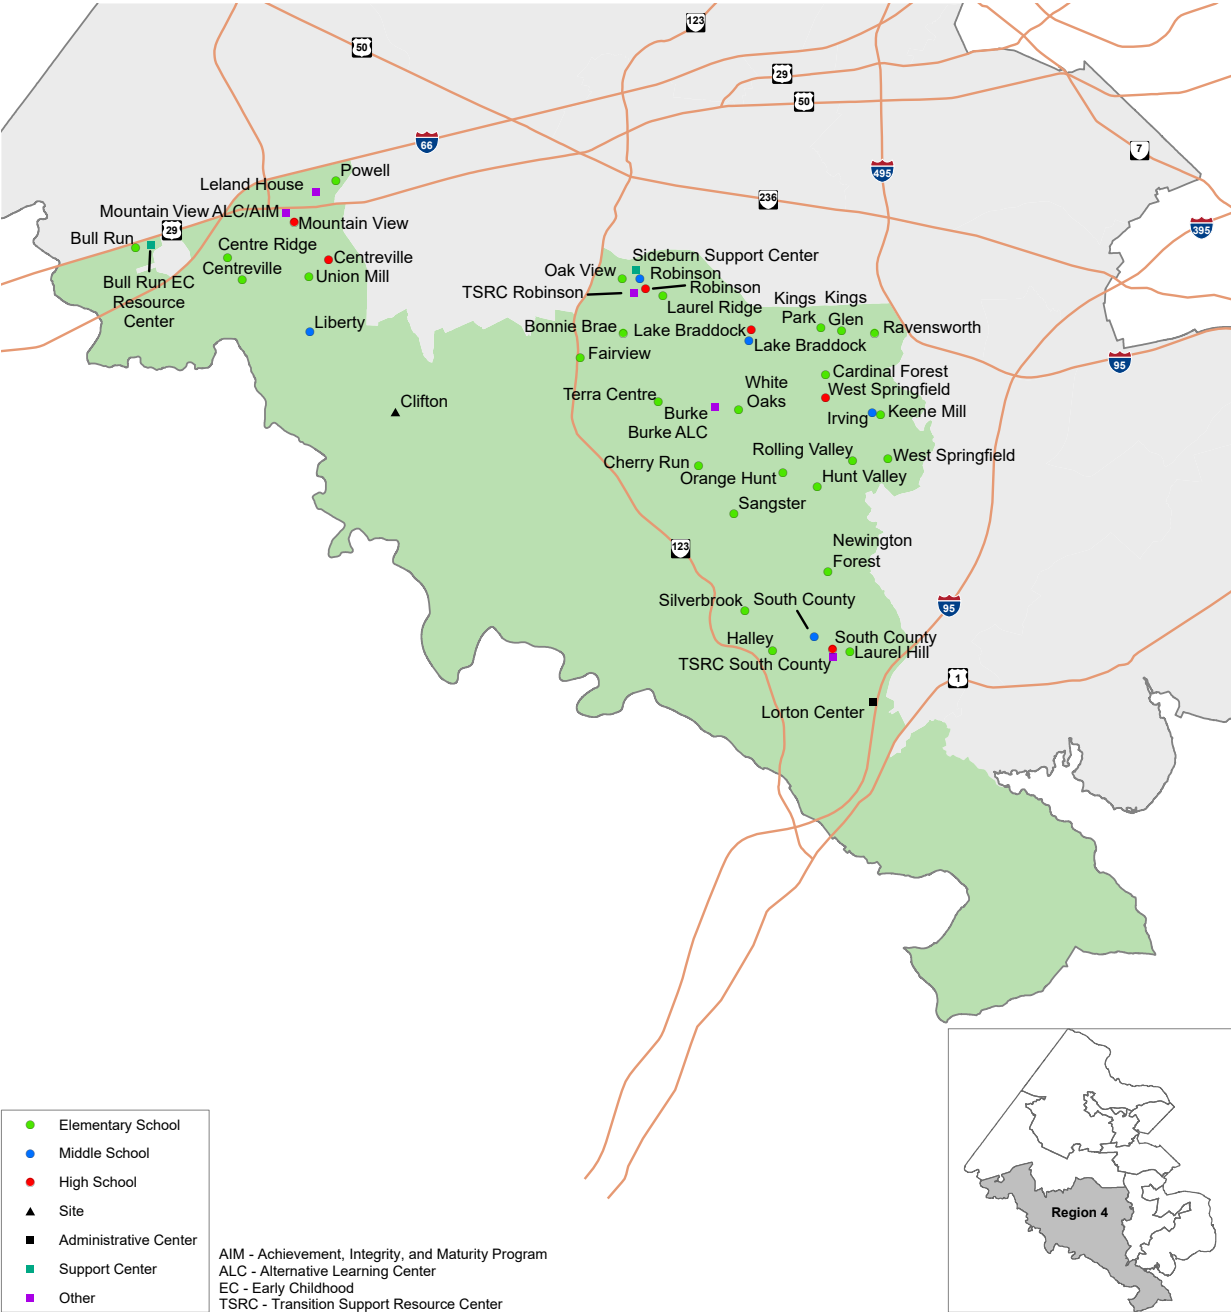 123
50
29
50
66
7
495
236
395
Powell
Leland House
Mountain View ALC/AIM
29
Mountain View
Bull Run
Centre Ridge
Centreville
Centreville
Union Mill
Bull Run EC
Resource
Center
Liberty
Sideburn Support Center
Oak View
Robinson
TSRC Robinson
Robinson
Laurel Ridge
Kings
Park
Kings
Glen
Bonnie Brae
Lake Braddock
Ravensworth
Lake Braddock
Fairview
95
Cardinal Forest
West Springfield
White
Oaks
Terra Centre
Clifton
Burke
Irving
Keene Mill
Burke ALC
Rolling Valley
West Springfield
Cherry Run
Orange Hunt
Hunt Valley
Sangster
123
Newington
Forest
Silverbrook
South County
95
Halley
South County
Laurel Hill
TSRC South County
1
Lorton Center
Region 4
Elementary School
Middle School
High School
Site
Administrative Center
Support Center
Other
AIM - Achievement, Integrity, and Maturity Program
ALC - Alternative Learning Center
EC - Early Childhood
TSRC - Transition Support Resource Center